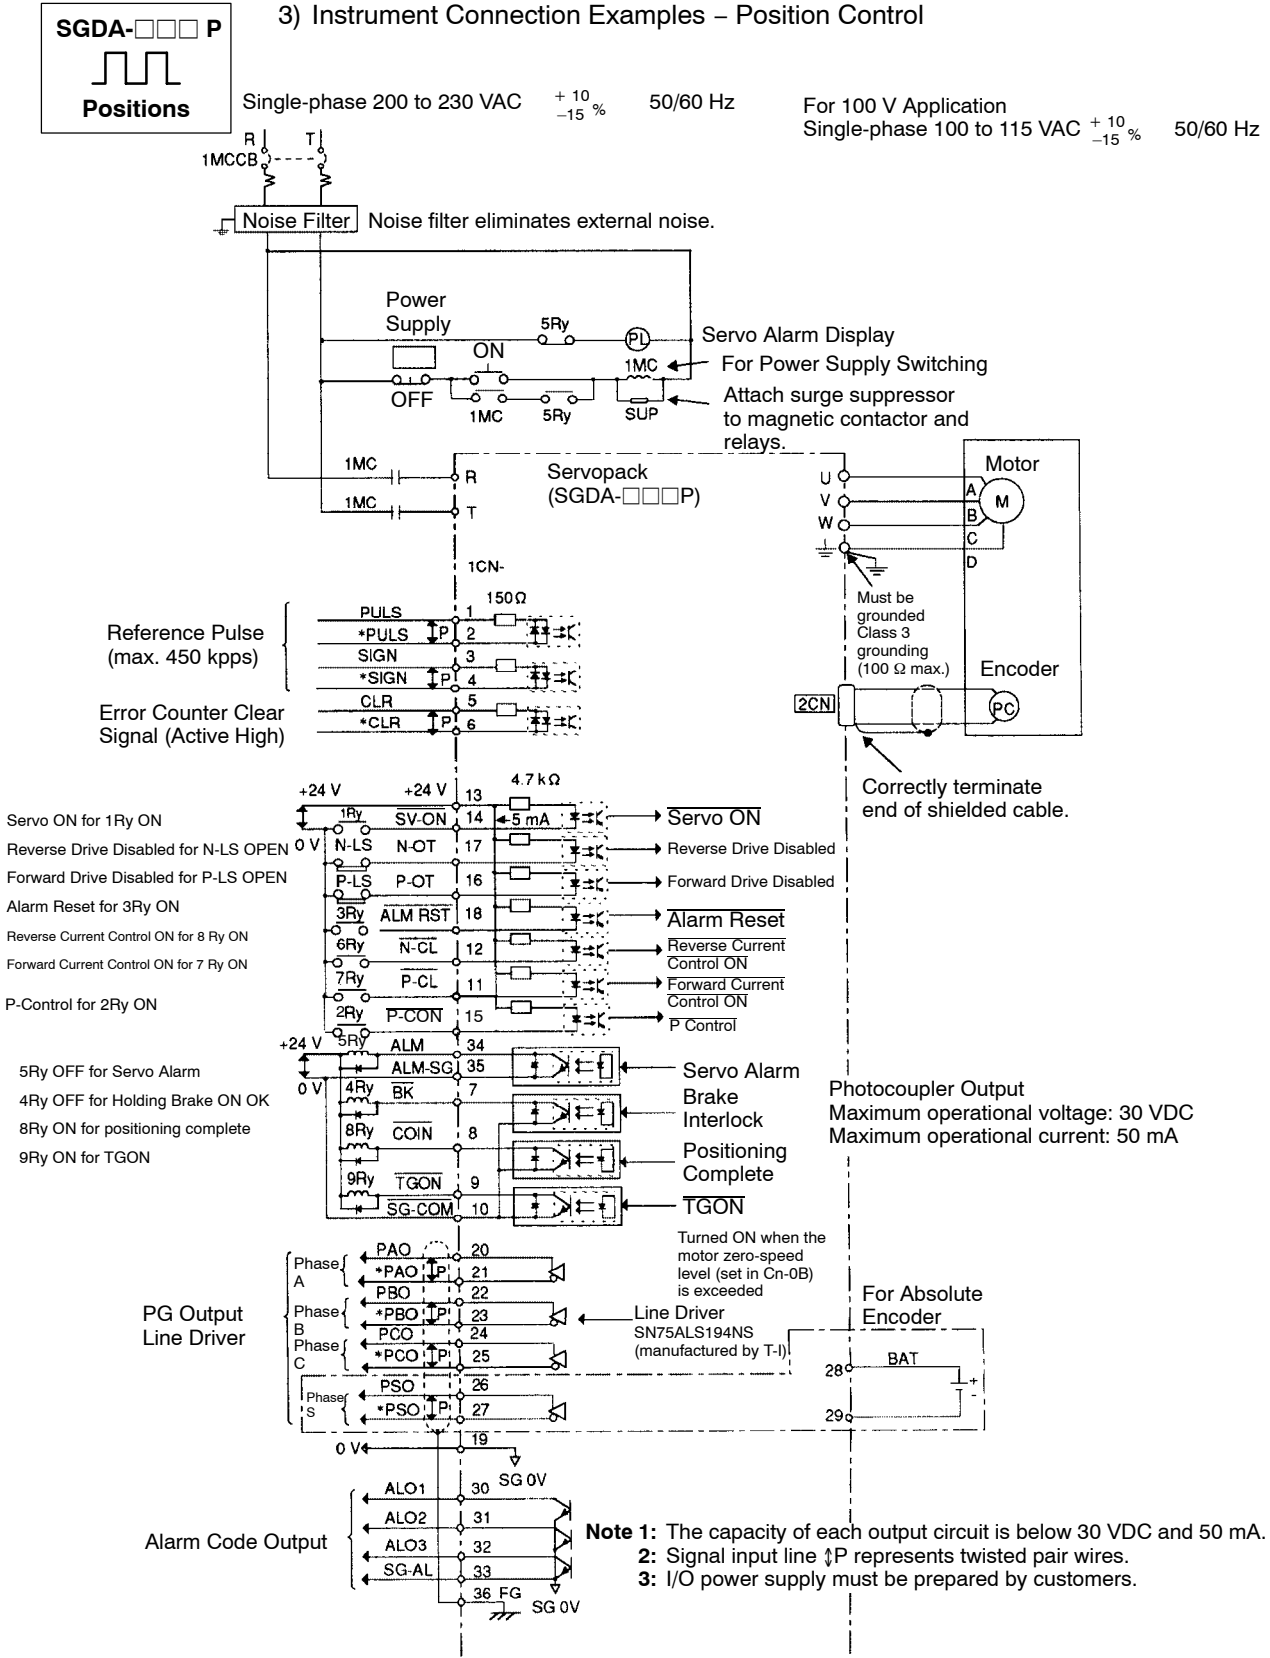 3) Instrument Connection Examples – Position Control
SGDA-□□□ P
Positions
Single-phase 200 to 230 VAC +10 −15 % 50/60 Hz
For 100 V Application
Single-phase 100 to 115 VAC +10 −15 % 50/60 Hz
R T
1MCCB
Noise Filter
Noise filter eliminates external noise.
Power
Supply
5Ry
PL
Servo Alarm Display
ON
1MC
For Power Supply Switching
OFF
1MC
5Ry
SUP
Attach surge suppressor
to magnetic contactor and
relays.
1MC
R
1MC
T
Servopack
(SGDA-□□□P)
U
V
W
A
B
C
D
Motor
M
1CN-
Must be
grounded
Class 3
grounding
(100 Ω max.)
150Ω
Reference Pulse
(max. 450 kpps)
PULS 1
*PULS P 2
SIGN 3
*SIGN P 4
Error Counter Clear
Signal (Active High)
CLR 5
*CLR P 6
2CN
Encoder
PC
Correctly terminate
end of shielded cable.
+24 V
+24 V 13
4.7 kΩ
0 V
Servo ON for 1Ry ON
1Ry
SV-ON 14
5 mA
Servo ON
Reverse Drive Disabled for N-LS OPEN
N-LS N-OT 17
Reverse Drive Disabled
Forward Drive Disabled for P-LS OPEN
P-LS P-OT 16
Forward Drive Disabled
Alarm Reset for 3Ry ON
3Ry ALM RST 18
Alarm Reset
Reverse Current Control ON for 8 Ry ON
6Ry N-CL 12
Reverse Current
Control ON
Forward Current Control ON for 7 Ry ON
7Ry P-CL 11
Forward Current
Control ON
P-Control for 2Ry ON
2Ry P-CON 15
P Control
+24 V
0 V
5Ry ALM 34
ALM-SG 35
5Ry OFF for Servo Alarm
Servo Alarm
4Ry BK 7
4Ry OFF for Holding Brake ON OK
Brake
Interlock
8Ry COIN 8
8Ry ON for positioning complete
Positioning
Complete
9Ry TGON 9
9Ry ON for TGON
SG-COM 10
TGON
Turned ON when the
motor zero-speed
level (set in Cn-0B)
is exceeded
Photocoupler Output
Maximum operational voltage: 30 VDC
Maximum operational current: 50 mA
PG Output
Line Driver
Phase
A
PAO 20
*PAO P 21
Phase
B
PBO 22
*PBO P 23
Phase
C
PCO 24
*PCO P 25
Phase
S
PSO 26
*PSO P 27
Line Driver
SN75ALS194NS
(manufactured by T-I)
For Absolute
Encoder
28 BAT
+
-
29
0 V 19
SG 0V
Alarm Code Output
ALO1 30
ALO2 31
ALO3 32
SG-AL 33
36 FG
SG 0V
Note 1: The capacity of each output circuit is below 30 VDC and 50 mA.
2: Signal input line ↕P represents twisted pair wires.
3: I/O power supply must be prepared by customers.